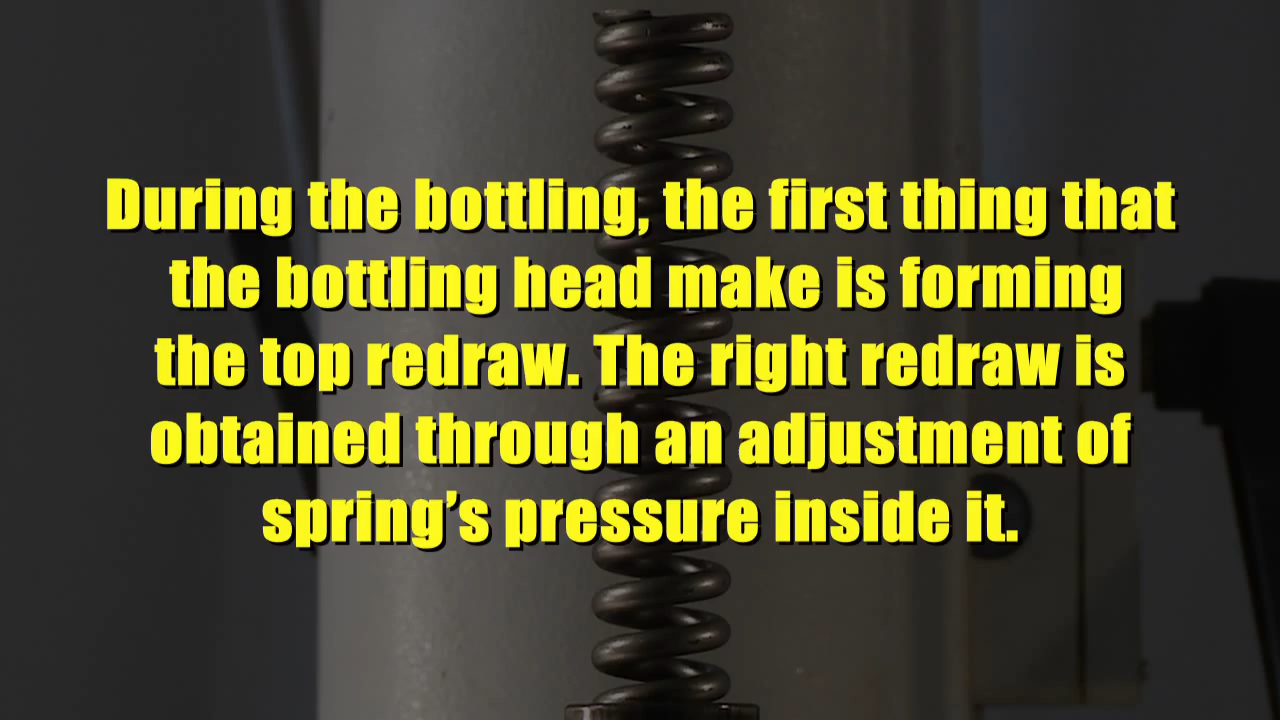 During the bottling, the first thing that
the bottling head make is forming
the top redraw. The right redraw is
obtained through an adjustment of
spring’s pressure inside it.